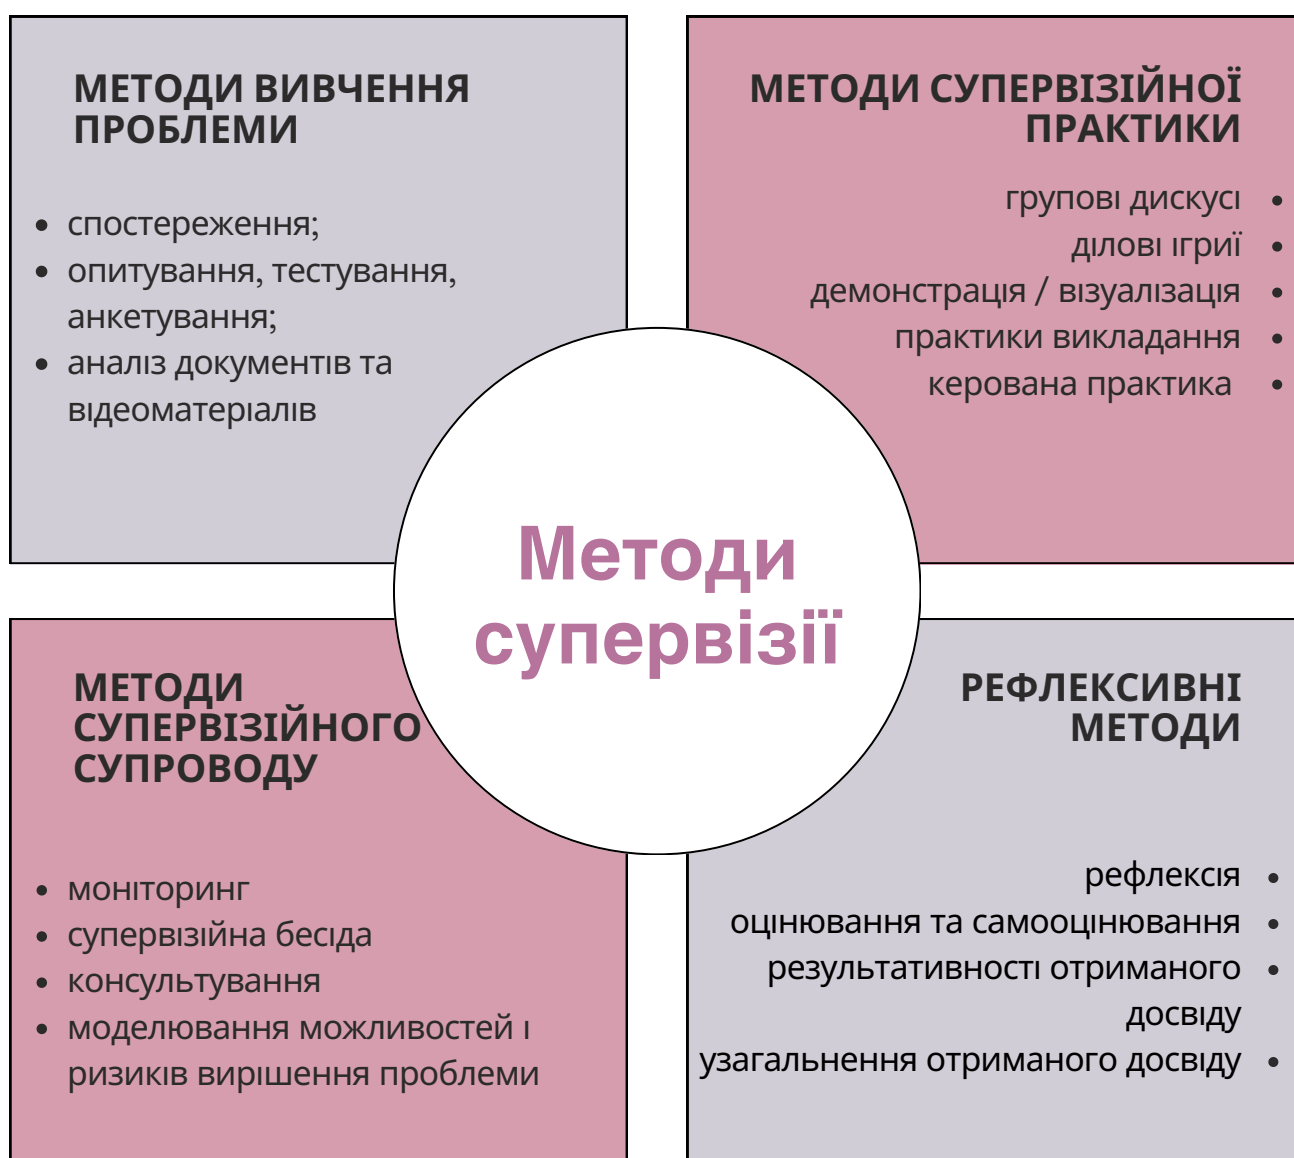 МЕТОДИ ВИВЧЕННЯ
ПРОБЛЕМИ
• спостереження;
• опитування, тестування,
анкетування;
• аналіз документів та
відеоматеріалів
МЕТОДИ СУПЕРВІЗІЙНОЇ
ПРАКТИКИ
групові дискусі •
ділові ігриї •
демонстрація / візуалізація •
практики викладання •
керована практика •
Методи
супервізії
МЕТОДИ
СУПЕРВІЗІЙНОГО
СУПРОВОДУ
• моніторинг
• супервізійна бесіда
• консультування
• моделювання можливостей і
ризиків вирішення проблеми
РЕФЛЕКСИВНІ
МЕТОДИ
рефлексія •
оцінювання та самооцінювання •
результативності отриманого •
досвіду
узагальнення отриманого досвіду •